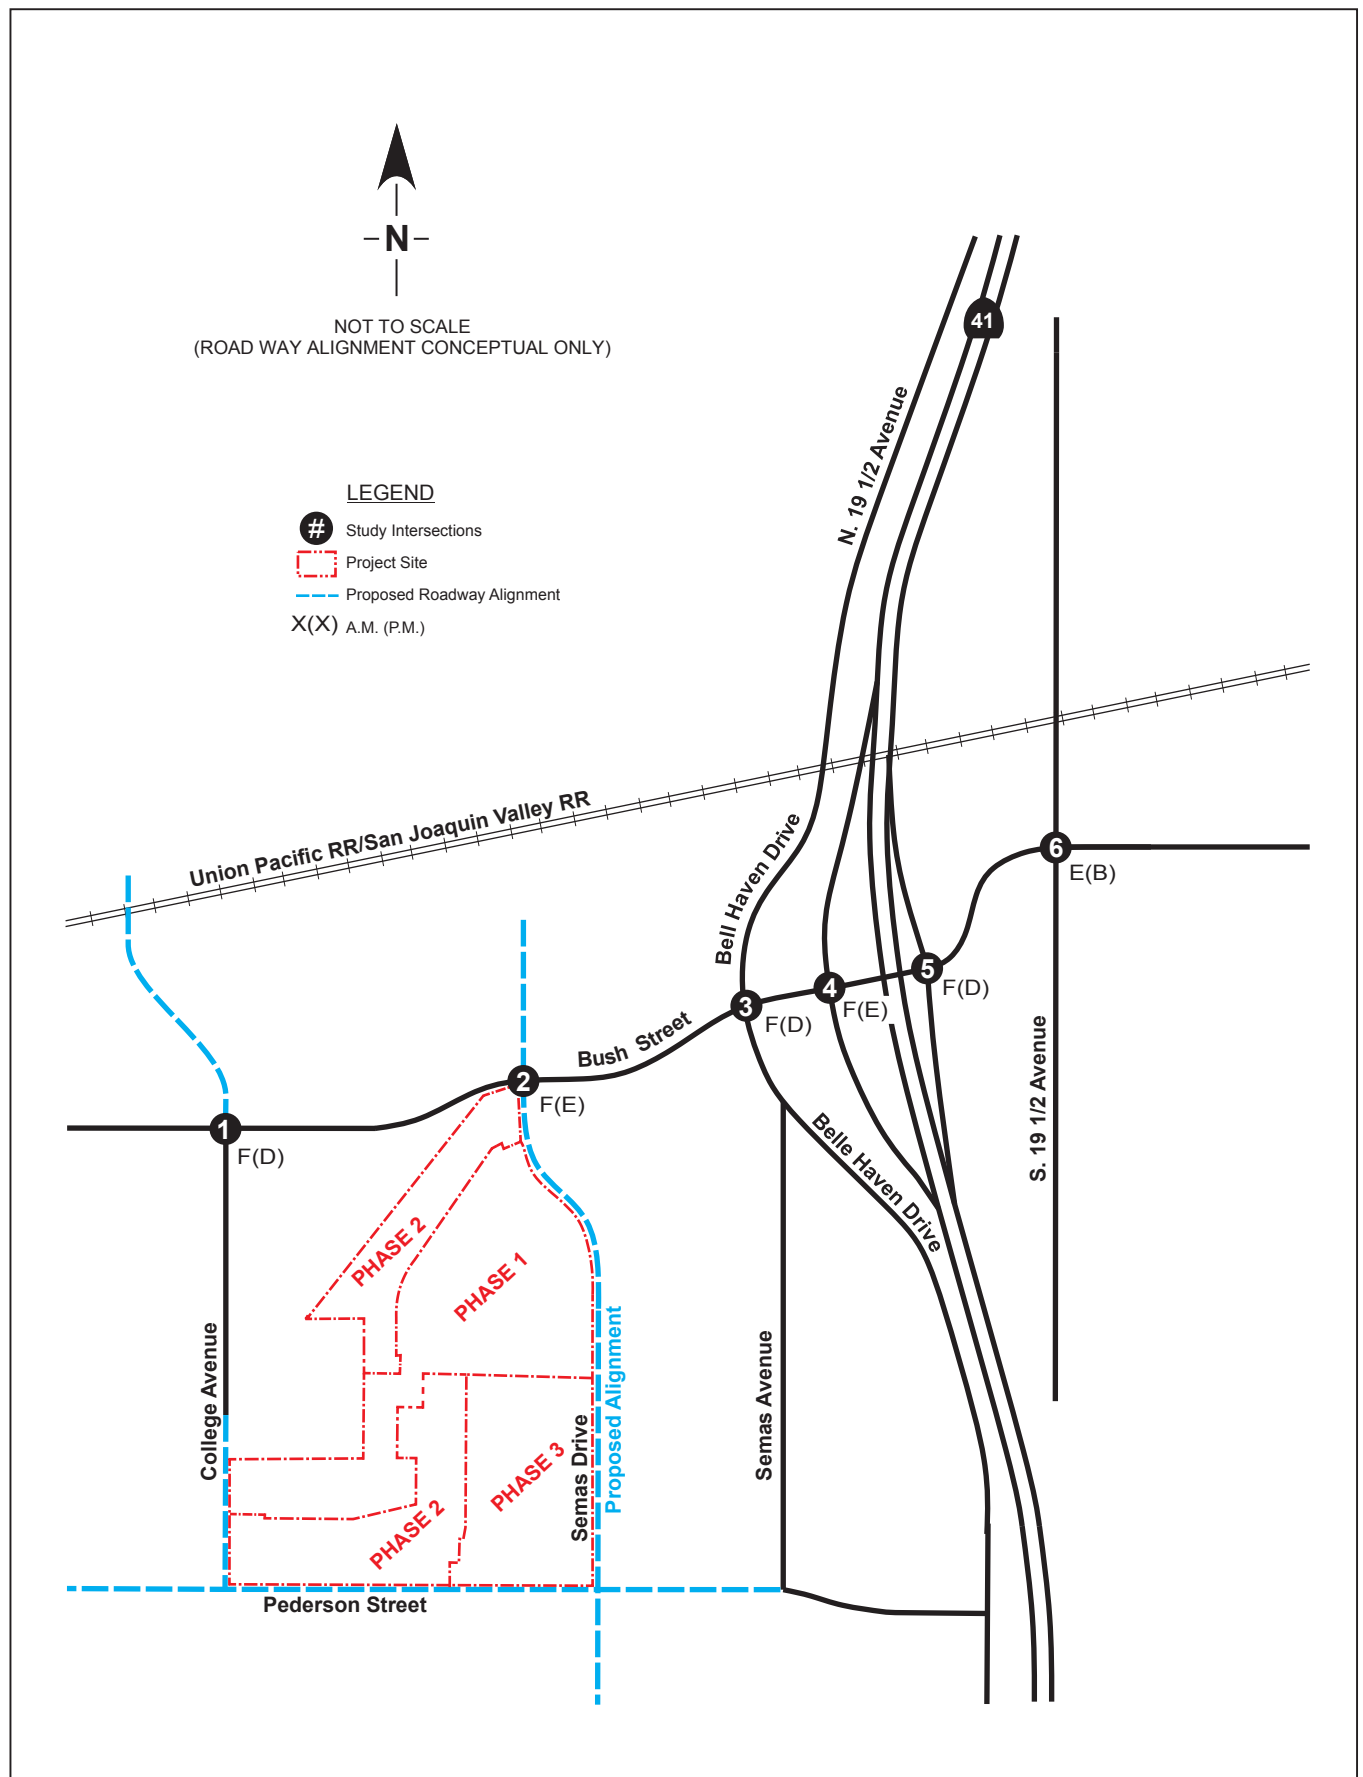 N
NOT TO SCALE
(ROAD WAY ALIGNMENT CONCEPTUAL ONLY)
41
N. 19 1/2 Avenue
LEGEND
# Study Intersections
Project Site
Proposed Roadway Alignment
X(X) A.M. (P.M.)
Union Pacific RR/San Joaquin Valley RR
Bell Haven Drive
6
E(B)
5
F(D)
4
F(E)
3
F(D)
Bush Street
2
F(E)
1
F(D)
S. 19 1/2 Avenue
Belle Haven Drive
PHASE 2
PHASE 1
College Avenue
Proposed Alignment
Semas Drive
Semas Avenue
PHASE 3
PHASE 2
Pederson Street